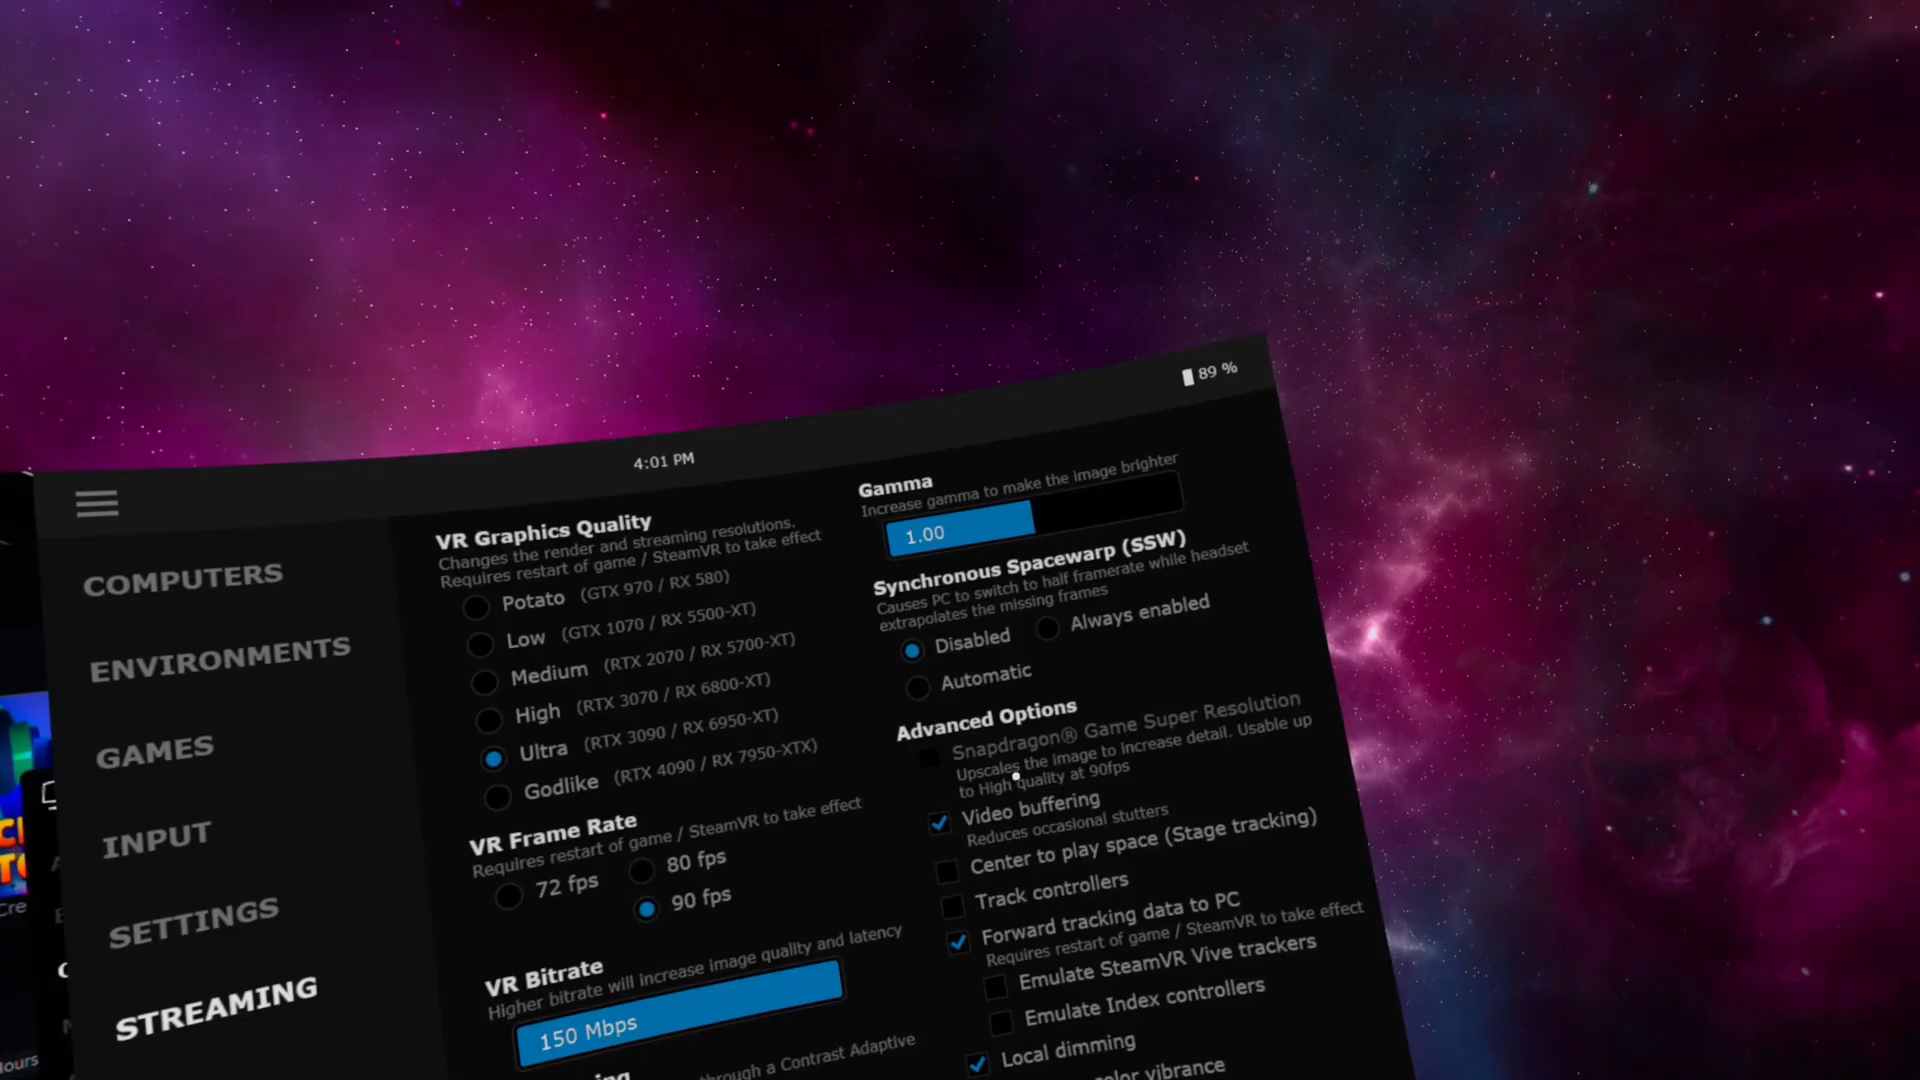 89 %
4:01 PM
COMPUTERS
ENVIRONMENTS
GAMES
INPUT
SETTINGS
STREAMING
VR Graphics Quality
Changes the render and streaming resolutions.
Requires restart of game / SteamVR to take effect
Potato (GTX 970 / RX 580)
Low (GTX 1070 / RX 5500-XT)
Medium (RTX 2070 / RX 5700-XT)
High (RTX 3070 / RX 6800-XT)
Ultra (RTX 3090 / RX 6950-XT)
Godlike (RTX 4090 / RX 7950-XTX)
VR Frame Rate
Requires restart of game / SteamVR to take effect
72 fps 80 fps
90 fps
VR Bitrate
Higher bitrate will increase image quality and latency
150 Mbps
through a Contrast Adaptive
Gamma
Increase gamma to make the image brighter
1.00
Synchronous Spacewarp (SSW)
Causes PC to switch to half framerate while headset
extrapolates the missing frames
Disabled Always enabled
Automatic
Advanced Options
Snapdragon® Game Super Resolution
Upscales the image to increase detail. Usable up
to High quality at 90fps
Video buffering
Reduces occasional stutters
Center to play space (Stage tracking)
Track controllers
Forward tracking data to PC
Requires restart of game / SteamVR to take effect
Emulate SteamVR Vive trackers
Emulate Index controllers
Local dimming
color vibrance